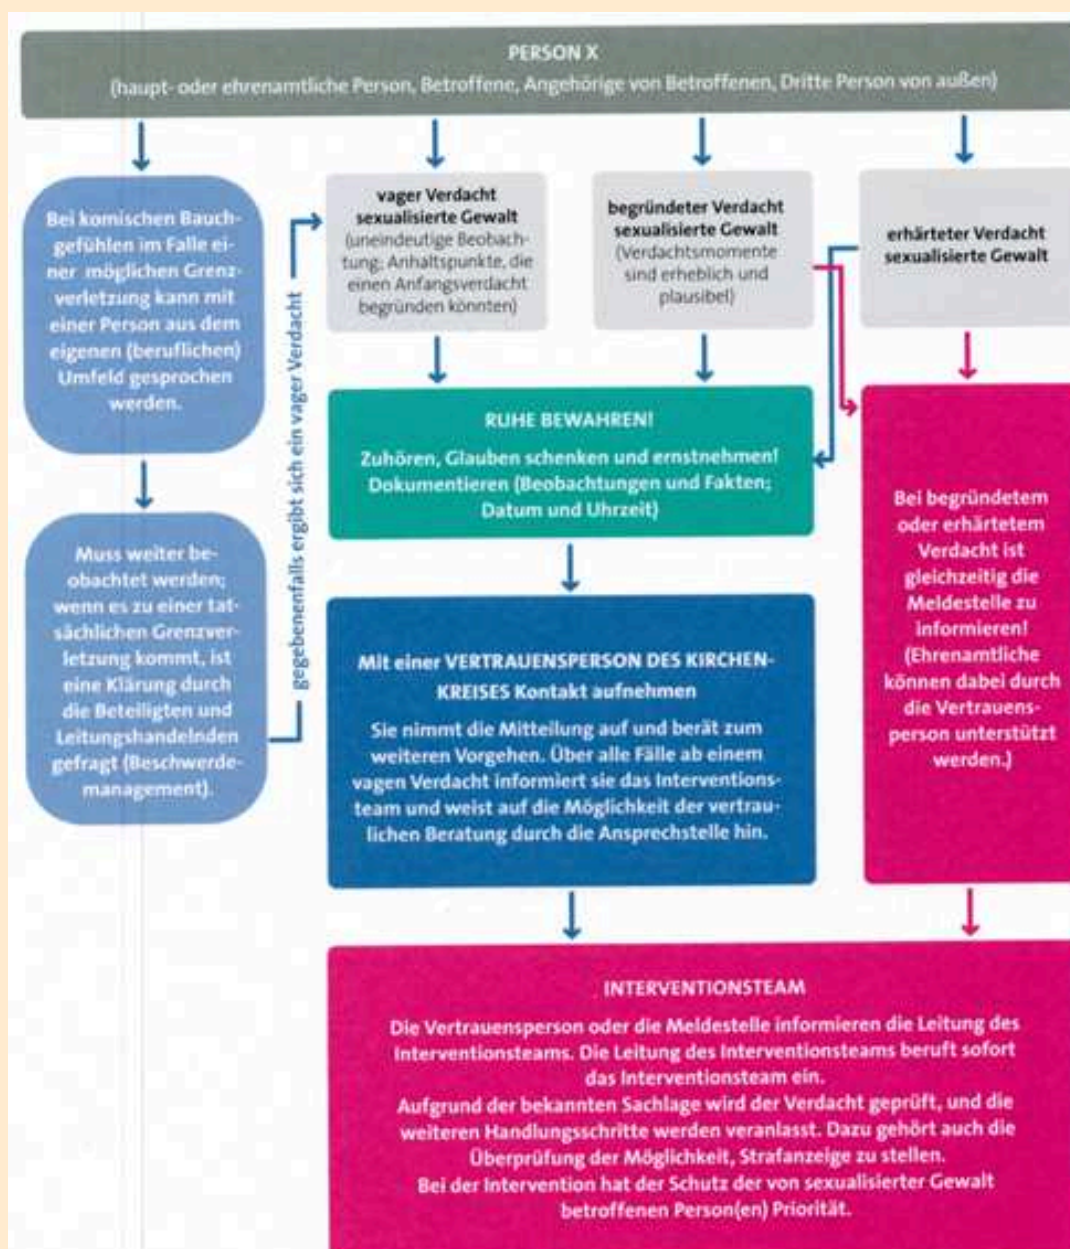 PERSON X
(haupt- oder ehrenamtliche Person, Betroffene, Angehörige von Betroffenen, Dritte Person von außen)
Bei komischen Bauch-
gefühlen im Falle ei-
ner möglichen Grenz-
verletzung kann mit
einer Person aus dem
eigenen (beruflichen)
Umfeld gesprochen
werden.
Muss weiter be-
obachtet werden;
wenn es zu einer tat-
sächlichen Grenzver-
letzung kommt, ist
eine Klärung durch
die Beteiligten und
Leitungshandelnden
gefragt (Beschwerde-
management).
gegebenenfalls ergibt sich ein vager Verdacht
vager Verdacht
sexualisierte Gewalt
(uneindeutige Beobach-
tung; Anhaltspunkte, die
einen Anfangsverdacht
begründen könnten)
begründeter Verdacht
sexualisierte Gewalt
(Verdachtsmomente
sind erheblich und
plausibel)
erhärteter Verdacht
sexualisierte Gewalt
RUHE BEWAHREN!
Zuhören, Glauben schenken und ernstnehmen!
Dokumentieren (Beobachtungen und Fakten;
Datum und Uhrzeit)
Mit einer VERTRAUENSPERSON DES KIRCHEN-
KREISES Kontakt aufnehmen
Sie nimmt die Mitteilung auf und berät zum
weiteren Vorgehen. Über alle Fälle ab einem
vagen Verdacht informiert sie das Interventions-
team und weist auf die Möglichkeit der vertrau-
lichen Beratung durch die Ansprechstelle hin.
Bei begründetem
oder erhärtetem
Verdacht ist
gleichzeitig die
Meldestelle zu
informieren!
(Ehrenamtliche
können dabei durch
die Vertrauens-
person unterstützt
werden.)
INTERVENTIONSTEAM
Die Vertrauensperson oder die Meldestelle informieren die Leitung des
Interventionsteams. Die Leitung des Interventionsteams beruft sofort
das Interventionsteam ein.
Aufgrund der bekannten Sachlage wird der Verdacht geprüft, und die
weiteren Handlungsschritte werden veranlasst. Dazu gehört auch die
Überprüfung der Möglichkeit, Strafanzeige zu stellen.
Bei der Intervention hat der Schutz der von sexualisierter Gewalt
betroffenen Person(en) Priorität.